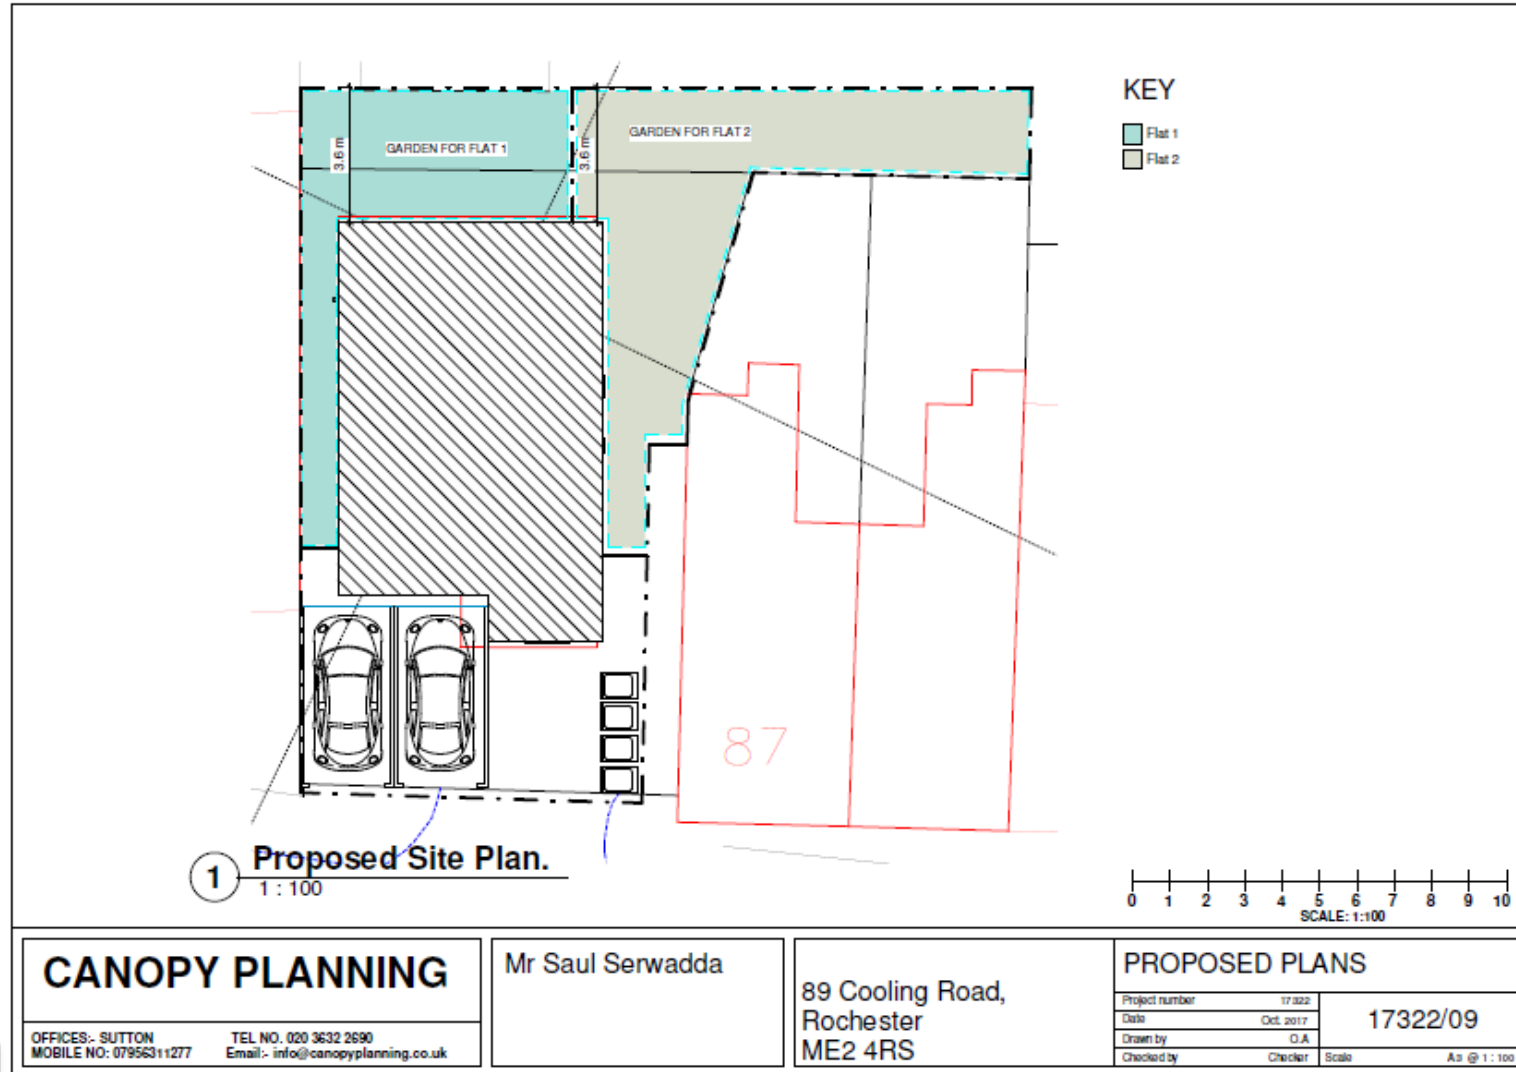 KEY
Flat 1
Flat 2
GARDEN FOR FLAT 1
GARDEN FOR FLAT 2
3.6 m
3.6 m
87
1
Proposed Site Plan.
1 : 100
0 1 2 3 4 5 6 7 8 9 10
SCALE: 1:100
CANOPY PLANNING
OFFICES:- SUTTON TEL NO. 020 3632 2690
MOBILE NO: 07956311277 Email:- info@canopyplanning.co.uk
Mr Saul Serwadda
89 Cooling Road,
Rochester
ME2 4RS
PROPOSED PLANS
Project number 17322
Date Oct. 2017
Drawn by O.A
Checked by Checker
17322/09
Scale As @ 1 : 100